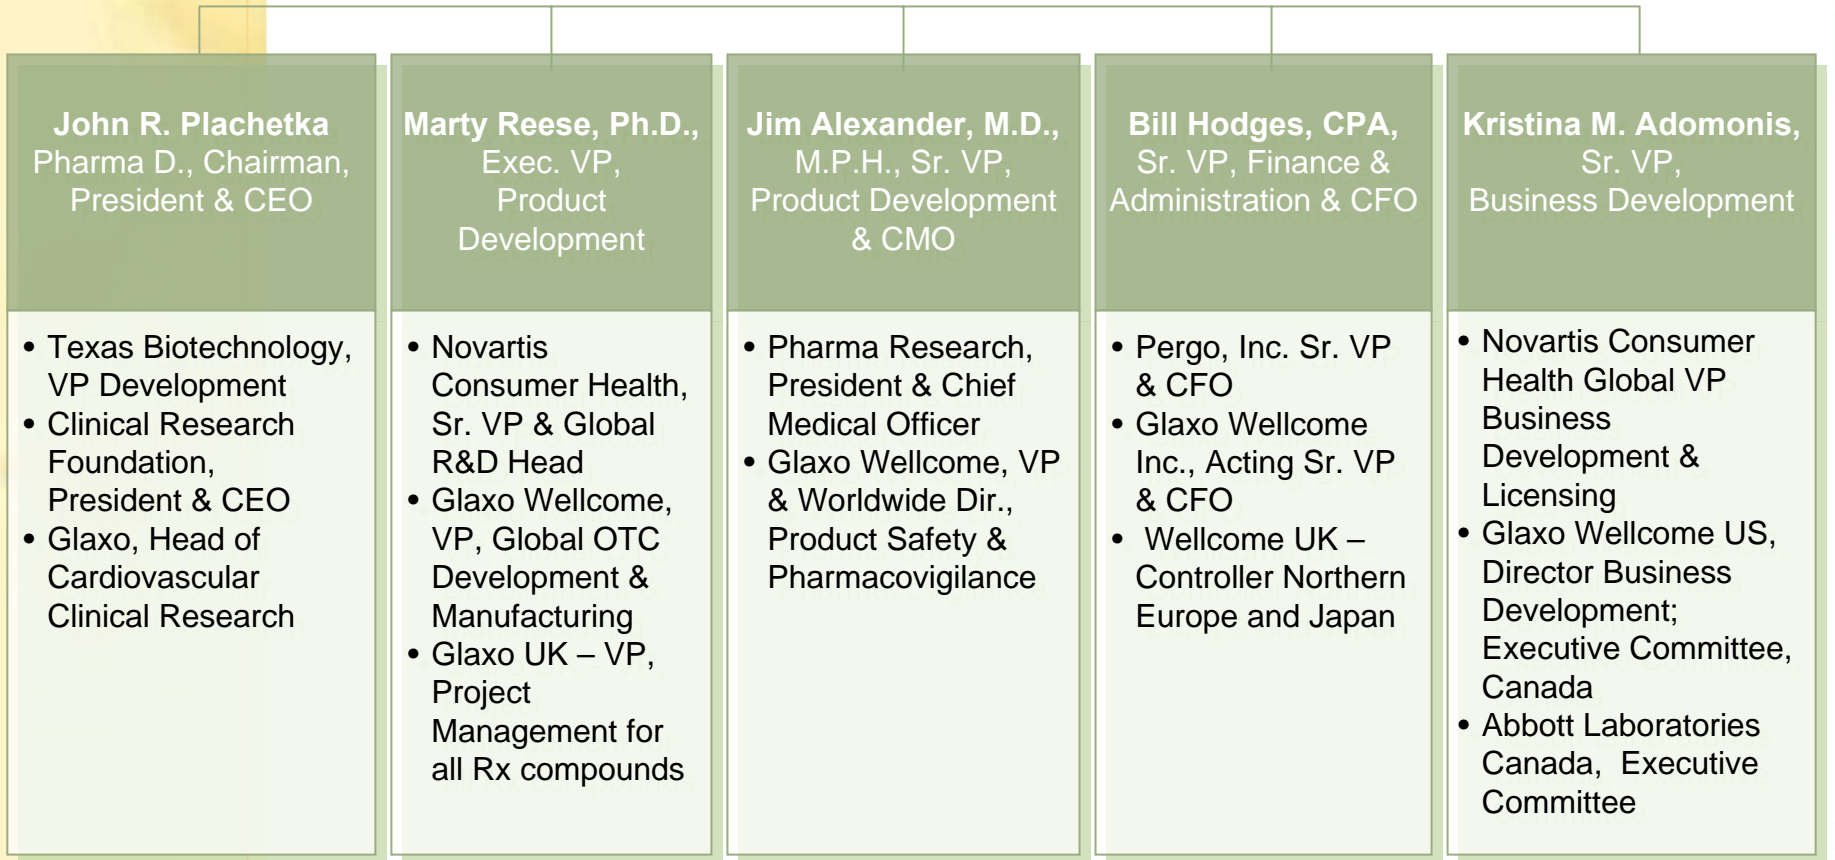 John R. Plachetka
Pharma D., Chairman,
President & CEO
• Texas Biotechnology,
VP Development
• Clinical Research
Foundation,
President & CEO
• Glaxo, Head of
Cardiovascular
Clinical Research
Marty Reese, Ph.D.,
Exec. VP,
Product
Development
• Novartis
Consumer Health,
Sr. VP & Global
R&D Head
• Glaxo Wellcome,
VP, Global OTC
Development &
Manufacturing
• Glaxo UK – VP,
Project
Management for
all Rx compounds
Jim Alexander, M.D.,
M.P.H., Sr. VP,
Product Development
& CMO
• Pharma Research,
President & Chief
Medical Officer
• Glaxo Wellcome, VP
& Worldwide Dir.,
Product Safety &
Pharmacovigilance
Bill Hodges, CPA,
Sr. VP, Finance &
Administration & CFO
• Pergo, Inc. Sr. VP
& CFO
• Glaxo Wellcome
Inc., Acting Sr. VP
& CFO
• Wellcome UK –
Controller Northern
Europe and Japan
Kristina M. Adomonis,
Sr. VP,
Business Development
• Novartis Consumer
Health Global VP
Business
Development &
Licensing
• Glaxo Wellcome US,
Director Business
Development;
Executive Committee,
Canada
• Abbott Laboratories
Canada, Executive
Committee